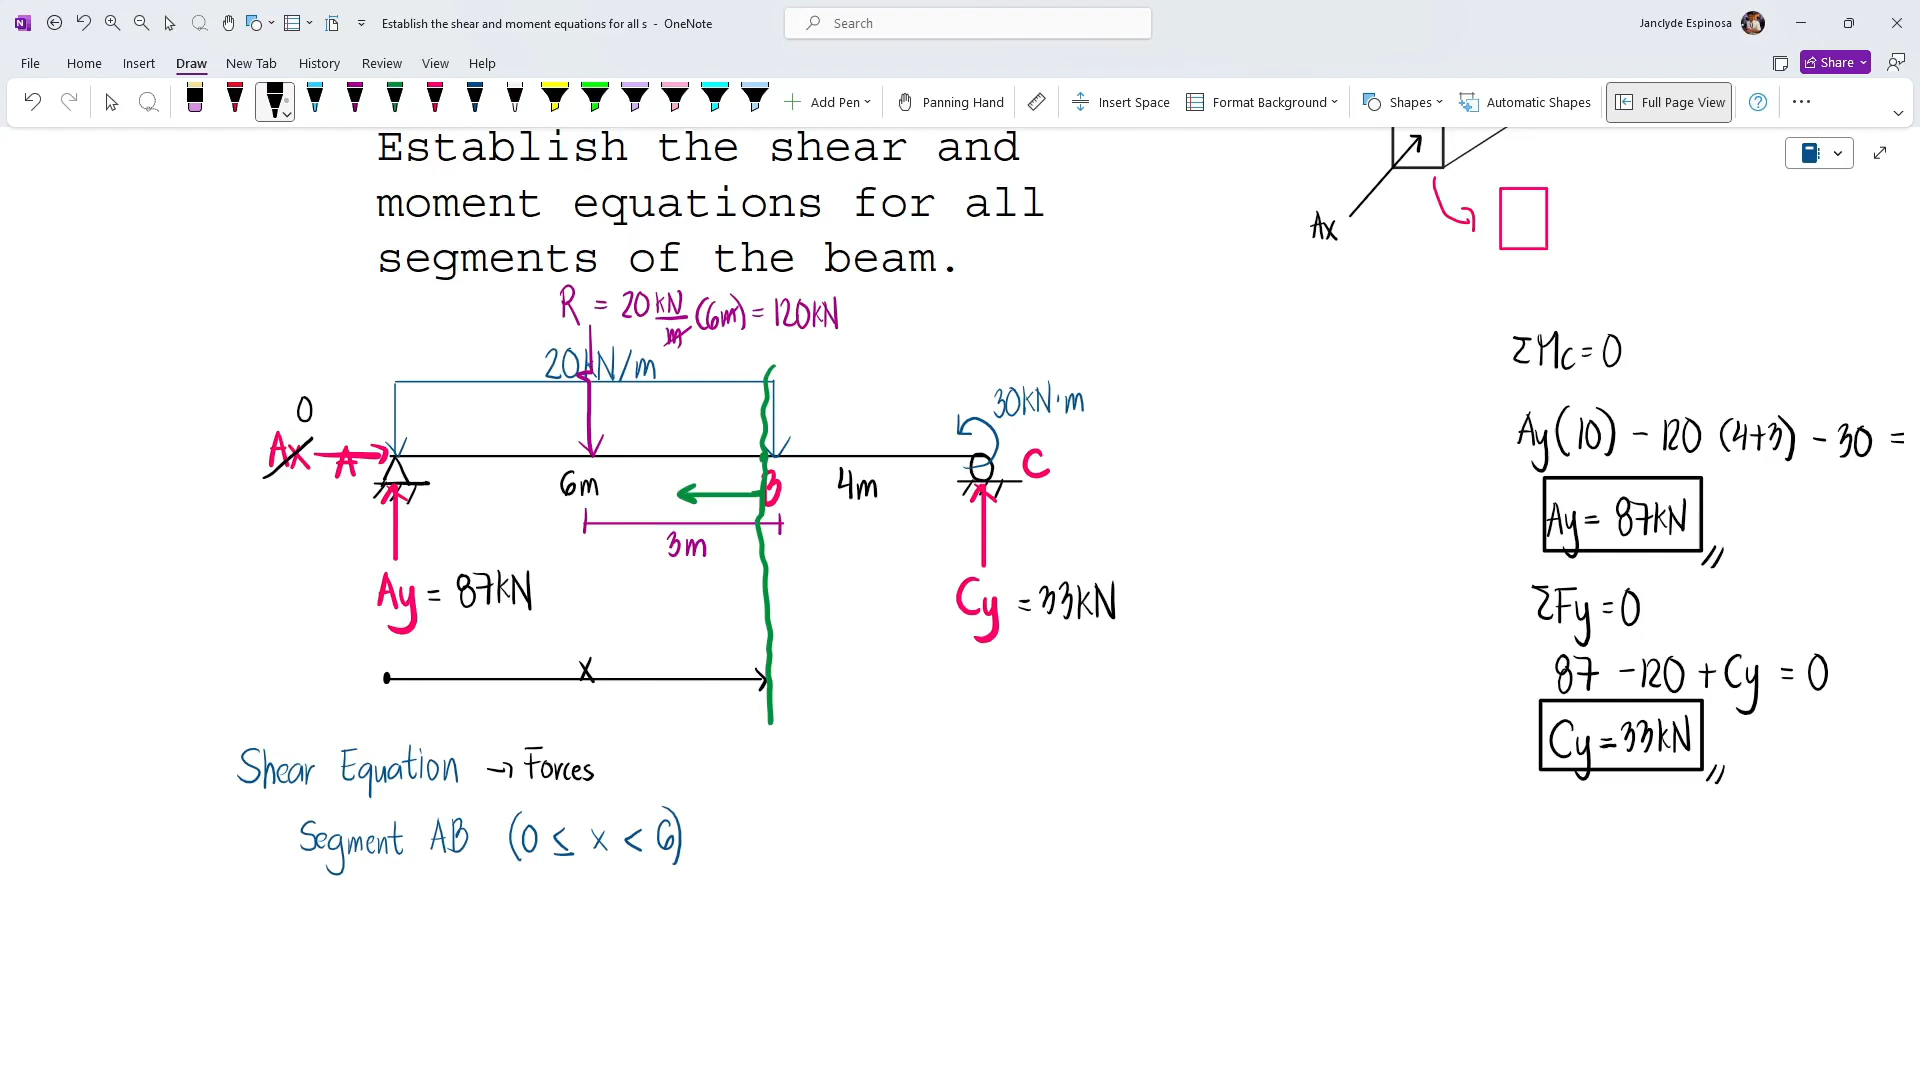 Establish the shear and moment equations for all s - OneNote
Search
Janclyde Espinosa
File Home Insert Draw New Tab History Review View Help
Share
Add Pen
Panning Hand
Insert Space
Format Background
Shapes
Automatic Shapes
Full Page View
Establish the shear and
moment equations for all
segments of the beam.
Ax
R = 20 kN/m (6m) = 120kN
20kN/m
0
Ax
A
30kN·m
C
6m
B
4m
3m
Ay = 87kN
Cy = 33kN
x
Shear Equation → Forces
Segment AB (0 ≤ x < 6)
ΣMc = 0
Ay(10) - 120 (4+3) - 30 =
Ay = 87kN
ΣFy = 0
87 - 120 + Cy = 0
Cy = 33kN